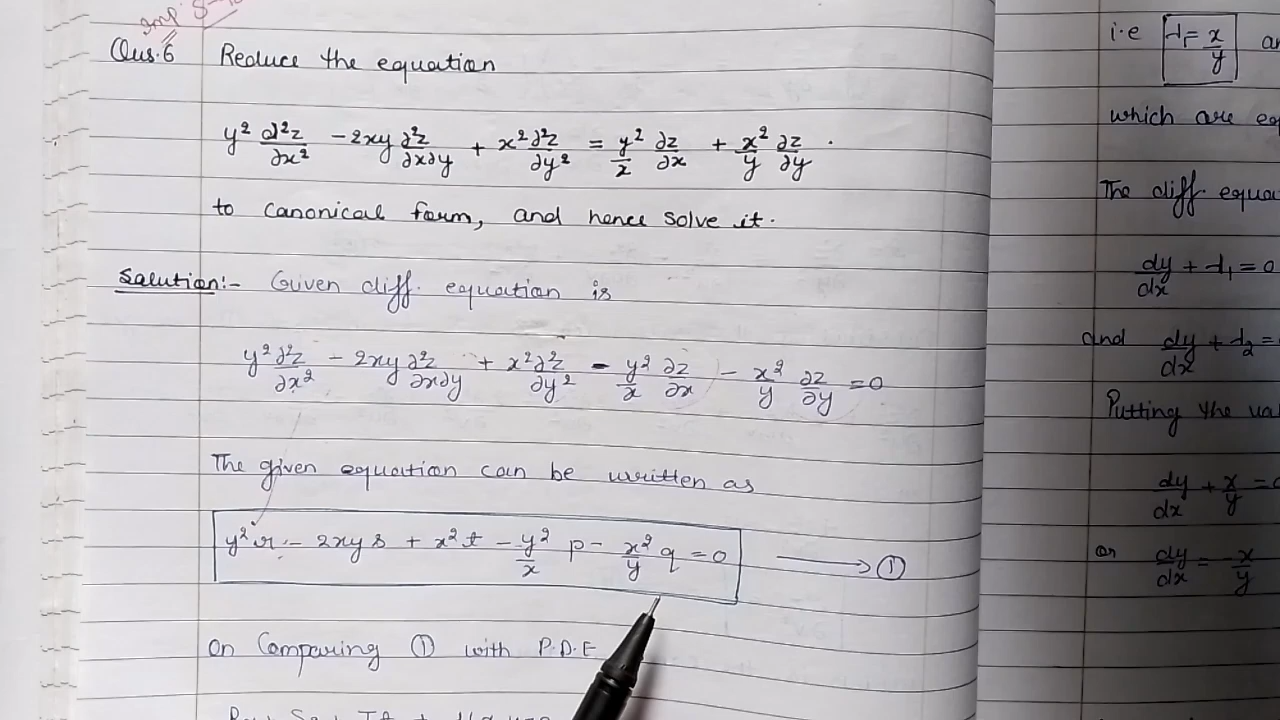 Imp.
Qus.6 Reduce the equation
y² ∂²z/∂x² - 2xy ∂²z/∂x∂y + x² ∂²z/∂y² = y²/x ∂z/∂x + x²/y ∂z/∂y .
to canonical form, and hence solve it.
Solution:- Given diff. equation is
y² ∂²z/∂x² - 2xy ∂²z/∂x∂y + x² ∂²z/∂y² - y²/x ∂z/∂x - x²/y ∂z/∂y = 0
The given equation can be written as
y² r - 2xy s + x² t - y²/x p - x²/y q = 0 → ①
On Comparing ① with P.D.E
i.e λ₁ = x/y
which are
The diff.
dy/dx + λ₁ = 0
and dy/dx + λ₂ =
Putting the
dy/dx + x/y = 0
or dy/dx = -x/y